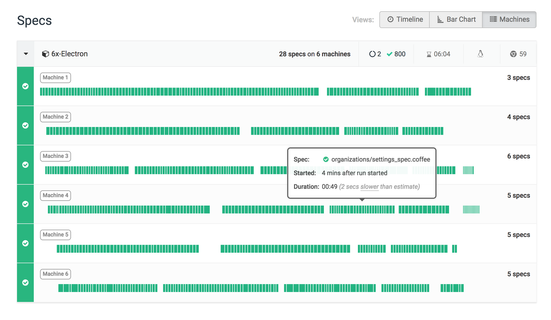 Specs
Views: Timeline Bar Chart Machines
6x-Electron 28 specs on 6 machines 2 800 06:04 59
Machine 1 3 specs
Machine 2 4 specs
Machine 3 6 specs
Spec: organizations/settings_spec.coffee
Started: 4 mins after run started
Duration: 00:49 (2 secs slower than estimate)
Machine 4 5 specs
Machine 5 5 specs
Machine 6 5 specs